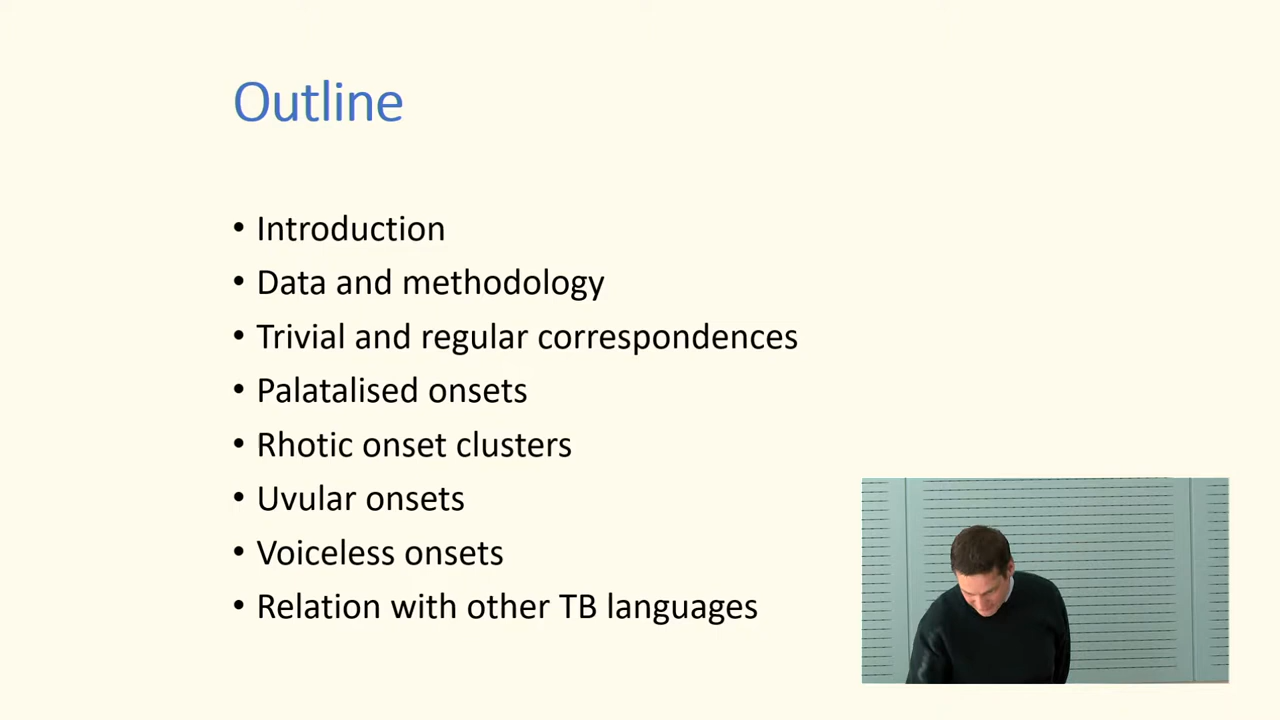 Outline
• Introduction
• Data and methodology
• Trivial and regular correspondences
• Palatalised onsets
• Rhotic onset clusters
• Uvular onsets
• Voiceless onsets
• Relation with other TB languages